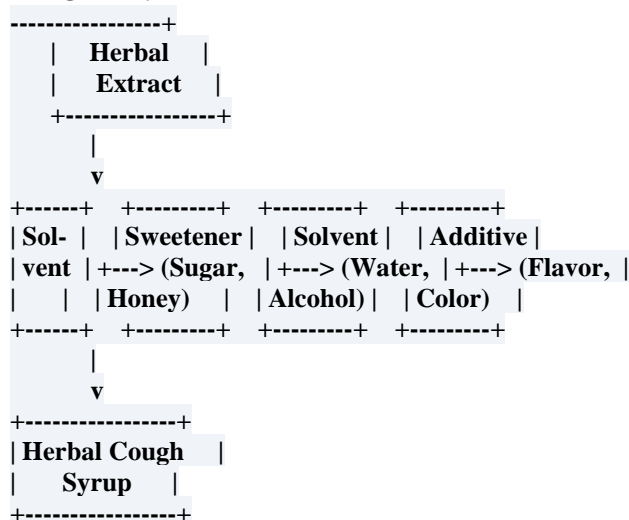 -----------------+
| Herbal |
| Extract |
+-----------------+
|
v
+------+ +---------+ +---------+ +---------+
| Sol- | | Sweetener | | Solvent | | Additive |
| vent | +---> (Sugar, | +---> (Water, | +---> (Flavor, |
| | | Honey) | | Alcohol) | | Color) |
+------+ +---------+ +---------+ +---------+
|
v
+-----------------+
| Herbal Cough |
| Syrup |
+-----------------+